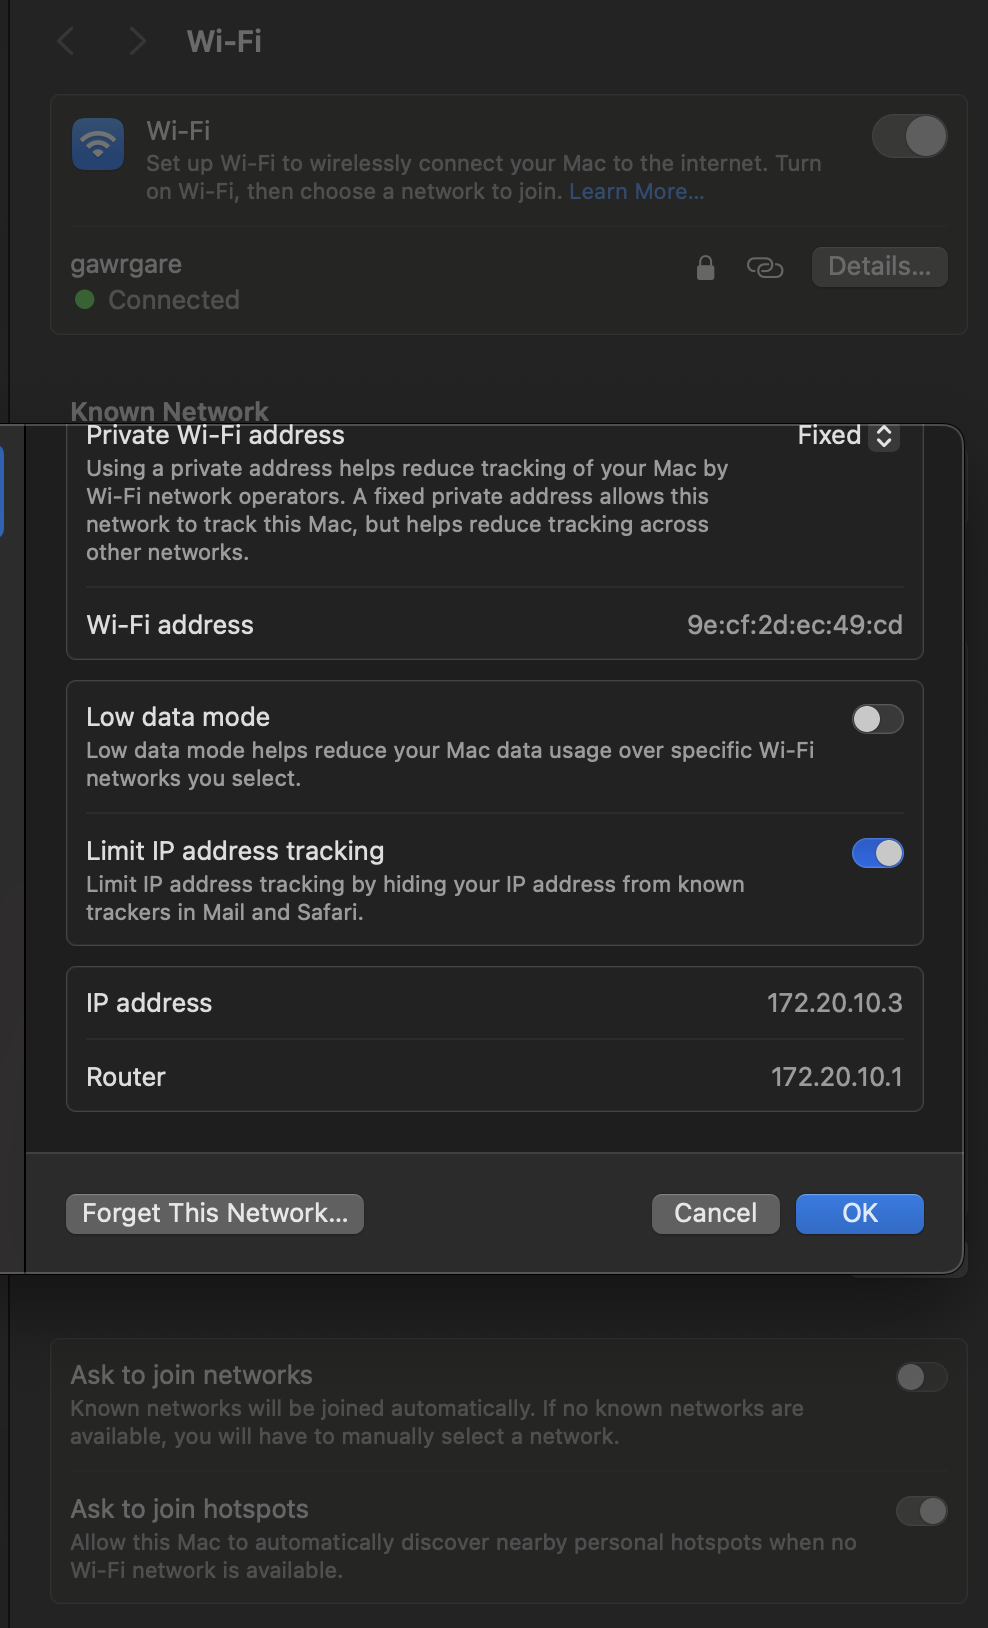 Wi-Fi
Wi-Fi
Set up Wi-Fi to wirelessly connect your Mac to the internet. Turn
on Wi-Fi, then choose a network to join. Learn More...
gawrgare
Details...
Connected
Known Network
Private Wi-Fi address
Fixed
Using a private address helps reduce tracking of your Mac by
Wi-Fi network operators. A fixed private address allows this
network to track this Mac, but helps reduce tracking across
other networks.
Wi-Fi address
9e:cf:2d:ec:49:cd
Low data mode
Low data mode helps reduce your Mac data usage over specific Wi-Fi
networks you select.
Limit IP address tracking
Limit IP address tracking by hiding your IP address from known
trackers in Mail and Safari.
IP address
172.20.10.3
Router
172.20.10.1
Forget This Network...
Cancel
OK
Ask to join networks
Known networks will be joined automatically. If no known networks are
available, you will have to manually select a network.
Ask to join hotspots
Allow this Mac to automatically discover nearby personal hotspots when no
Wi-Fi network is available.